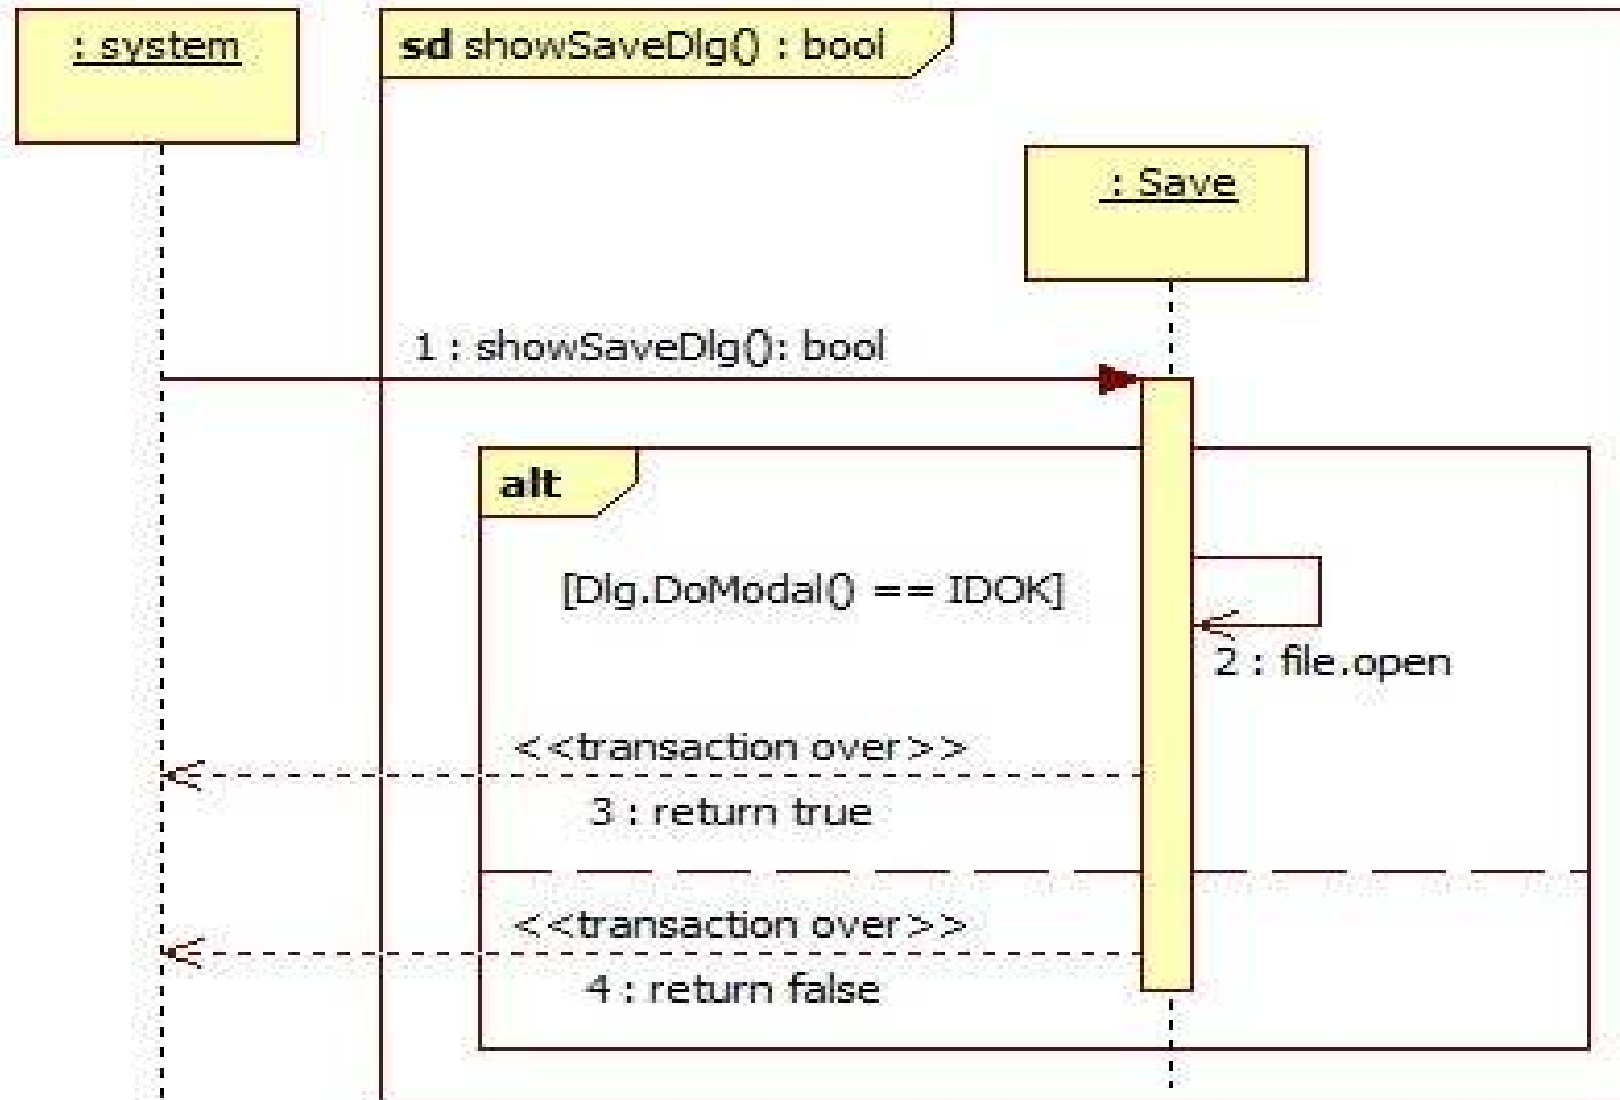 : system
sd showSaveDlg() : bool
: Save
1 : showSaveDlg(): bool
alt
[Dlg.DoModal() == IDOK]
2 : file.open
<<transaction over>>
3 : return true
<<transaction over>>
4 : return false